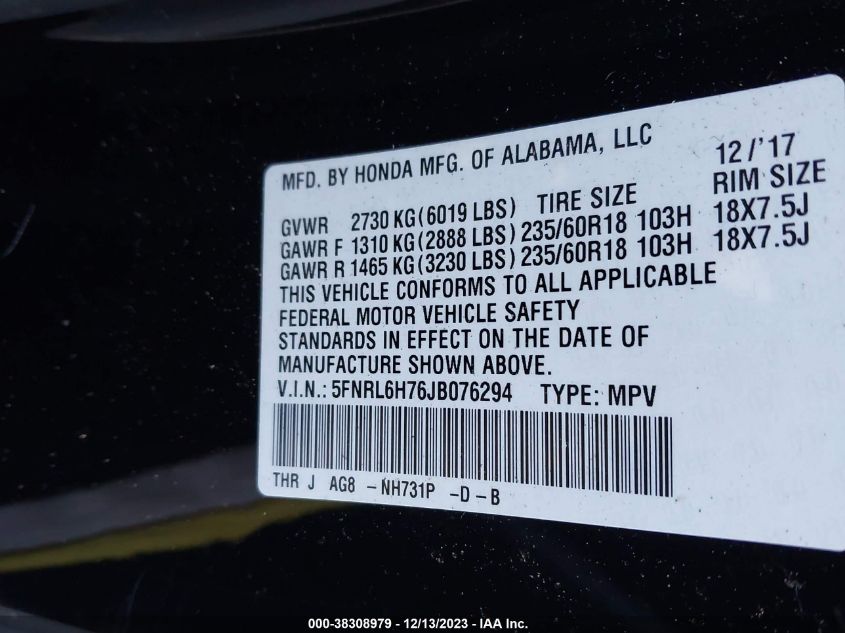 MFD. BY HONDA MFG. OF ALABAMA, LLC 12/'17
GVWR 2730 KG(6019 LBS) TIRE SIZE RIM SIZE
GAWR F 1310 KG(2888 LBS) 235/60R18 103H 18X7.5J
GAWR R 1465 KG(3230 LBS) 235/60R18 103H 18X7.5J
THIS VEHICLE CONFORMS TO ALL APPLICABLE
FEDERAL MOTOR VEHICLE SAFETY
STANDARDS IN EFFECT ON THE DATE OF
MANUFACTURE SHOWN ABOVE.
V.I.N.: 5FNRL6H76JB076294 TYPE: MPV
THR J AG8 -NH731P -D-B
000-38308979 - 12/13/2023 - IAA Inc.